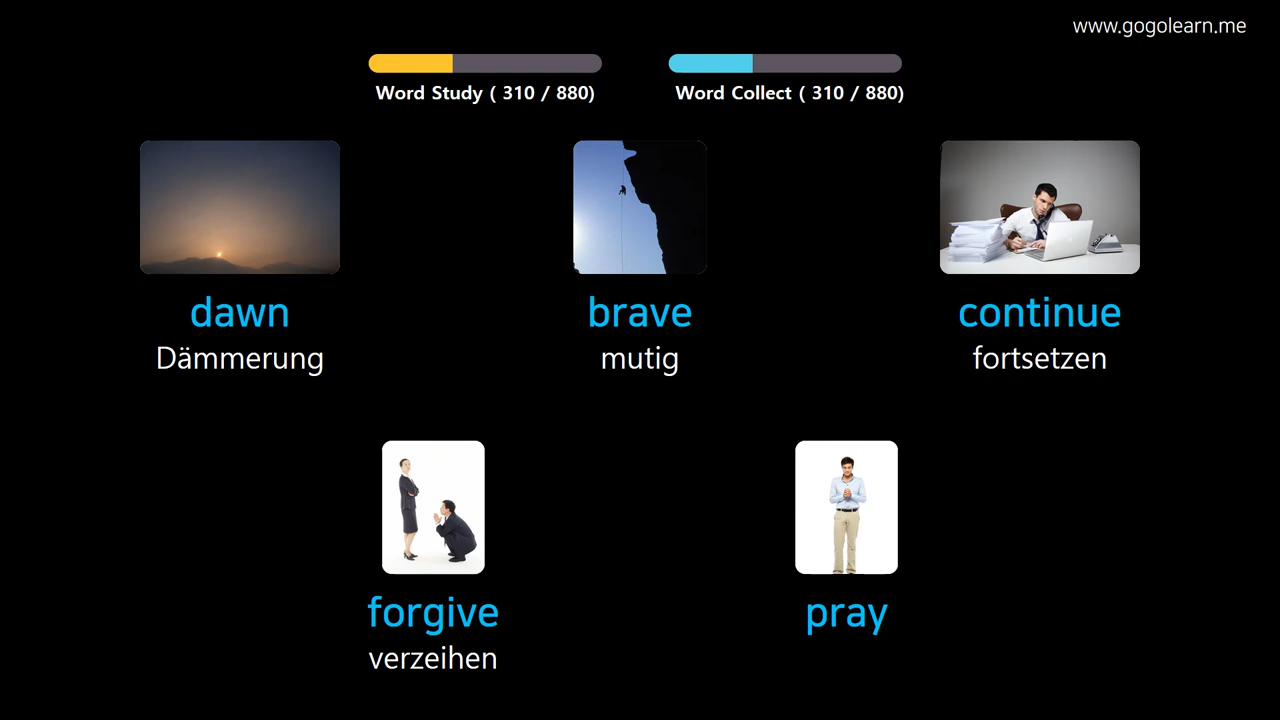 www.gogolearn.me
Word Study ( 310 / 880)
Word Collect ( 310 / 880)
dawn
Dämmerung
brave
mutig
continue
fortsetzen
forgive
verzeihen
pray